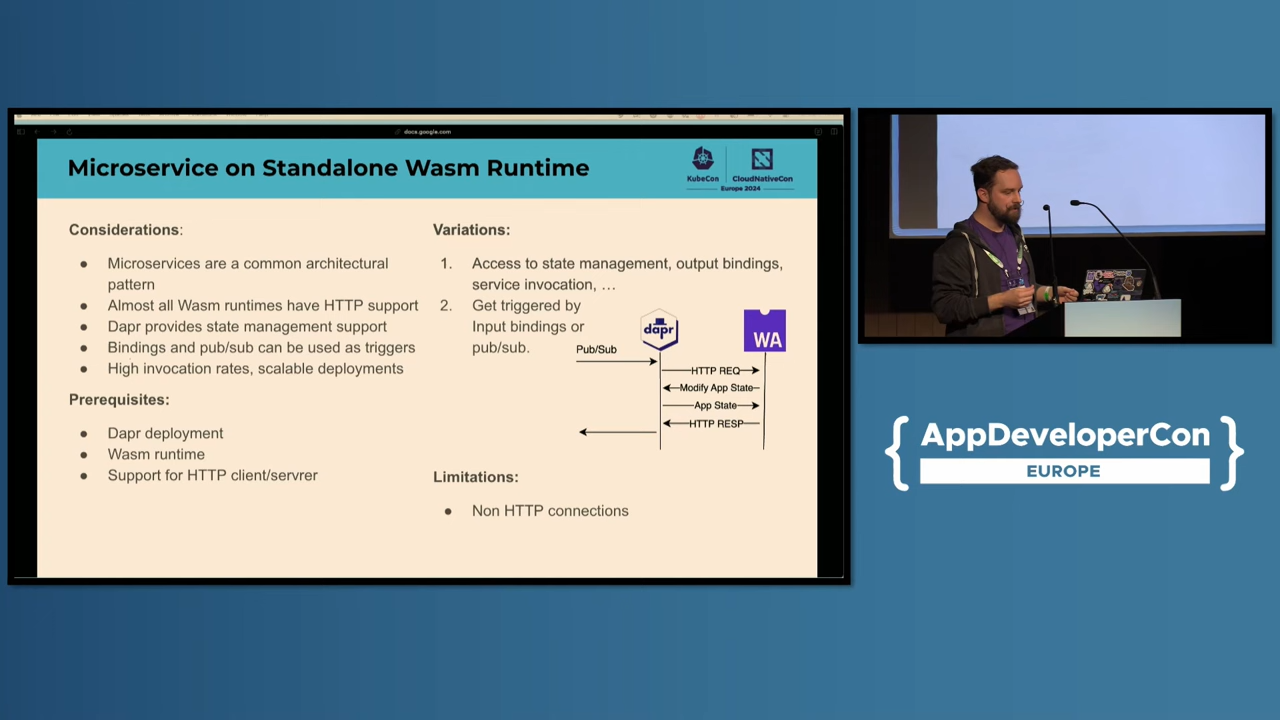 docs.google.com
Microservice on Standalone Wasm Runtime
KubeCon
CloudNativeCon
Europe 2024
Considerations:
● Microservices are a common architectural
pattern
● Almost all Wasm runtimes have HTTP support
● Dapr provides state management support
● Bindings and pub/sub can be used as triggers
● High invocation rates, scalable deployments
Prerequisites:
● Dapr deployment
● Wasm runtime
● Support for HTTP client/servrer
Variations:
1. Access to state management, output bindings,
service invocation, …
2. Get triggered by
Input bindings or
pub/sub.
Pub/Sub
dapr
WA
HTTP REQ
Modify App State
App State
HTTP RESP
Limitations:
● Non HTTP connections
{ AppDeveloperCon }
EUROPE